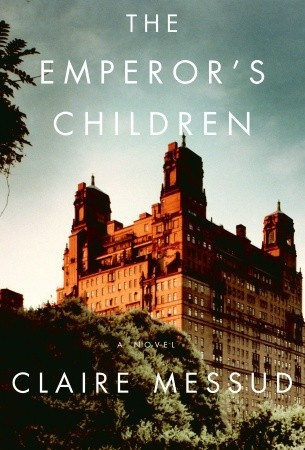 THE
EMPEROR'S
CHILDREN
A NOVEL
CLAIRE MESSUD